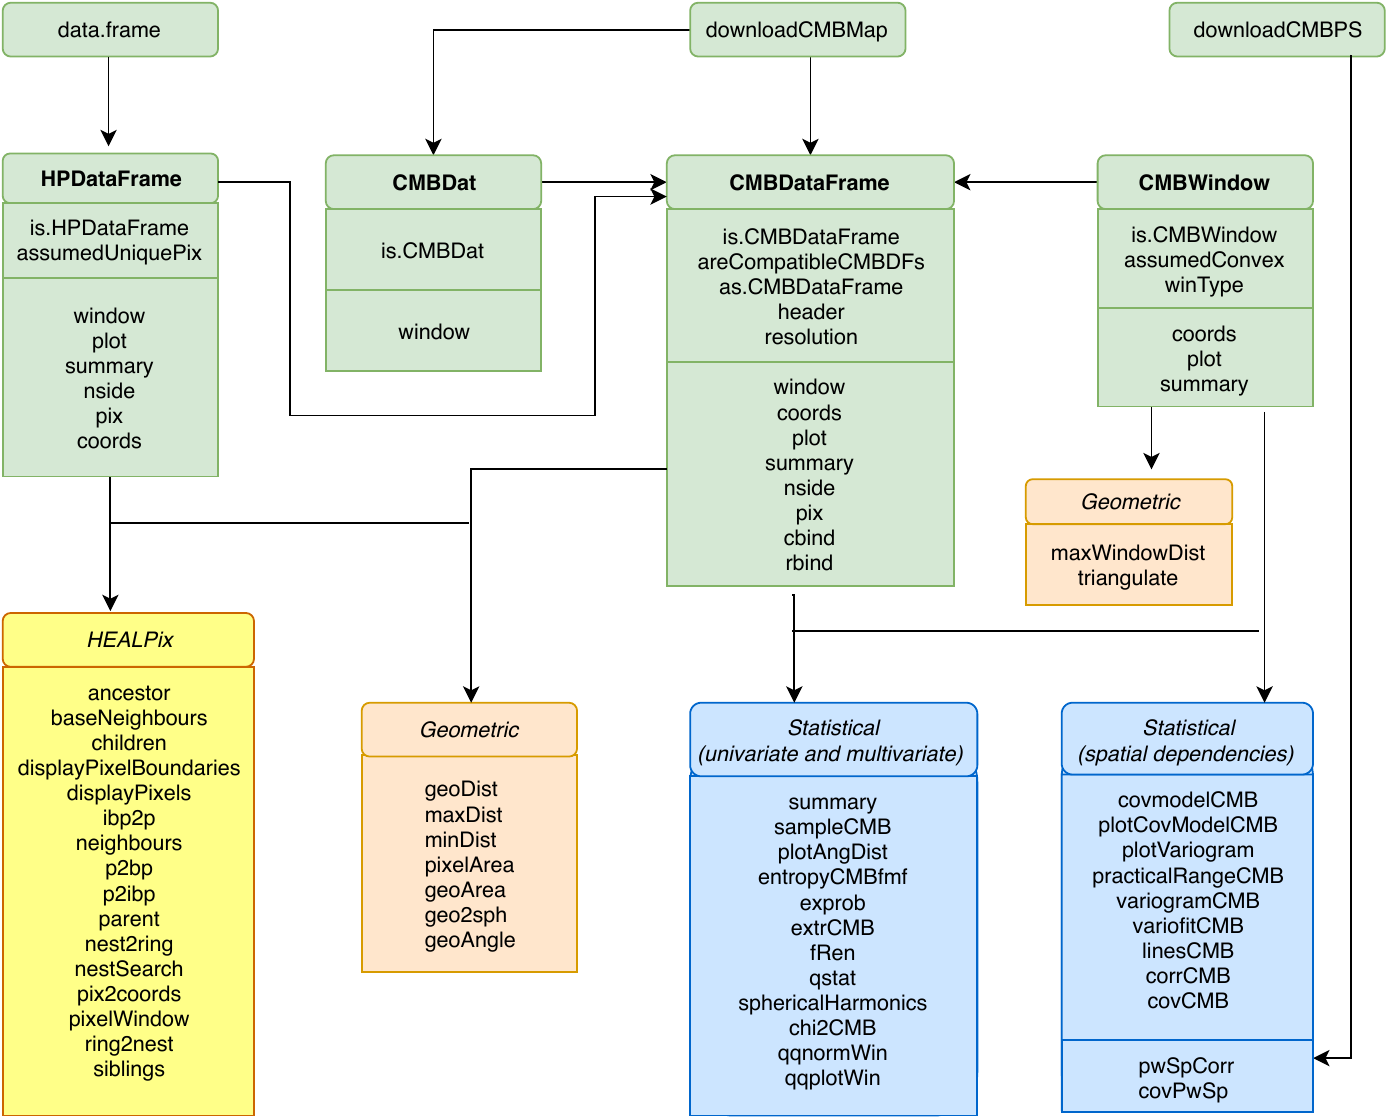 data.frame
downloadCMBMap
downloadCMBPS
HPDataFrame
is.HPDataFrame
assumedUniquePix
window
plot
summary
nside
pix
coords
CMBDat
is.CMBDat
window
CMBDataFrame
is.CMBDataFrame
areCompatibleCMBDFs
as.CMBDataFrame
header
resolution
window
coords
plot
summary
nside
pix
cbind
rbind
CMBWindow
is.CMBWindow
assumedConvex
winType
coords
plot
summary
Geometric
maxWindowDist
triangulate
HEALPix
ancestor
baseNeighbours
children
displayPixelBoundaries
displayPixels
ibp2p
neighbours
p2bp
p2ibp
parent
nest2ring
nestSearch
pix2coords
pixelWindow
ring2nest
siblings
Geometric
geoDist
maxDist
minDist
pixelArea
geoArea
geo2sph
geoAngle
Statistical
(univariate and multivariate)
summary
sampleCMB
plotAngDist
entropyCMBfmf
exprob
extrCMB
fRen
qstat
sphericalHarmonics
chi2CMB
qqnormWin
qqplotWin
Statistical
(spatial dependencies)
covmodelCMB
plotCovModelCMB
plotVariogram
practicalRangeCMB
variogramCMB
variofitCMB
linesCMB
corrCMB
covCMB
pwSpCorr
covPwSp